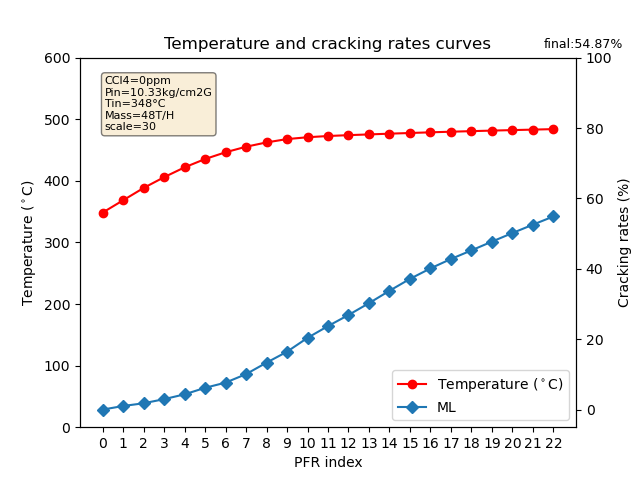 Temperature and cracking rates curves
final:54.87%
CCl4=0ppm
Pin=10.33kg/cm2G
Tin=348°C
Mass=48T/H
scale=30
Temperature (°C)
600
500
400
300
200
100
0
Cracking rates (%)
100
80
60
40
20
0
Temperature (°C)
ML
0 1 2 3 4 5 6 7 8 9 10 11 12 13 14 15 16 17 18 19 20 21 22
PFR index